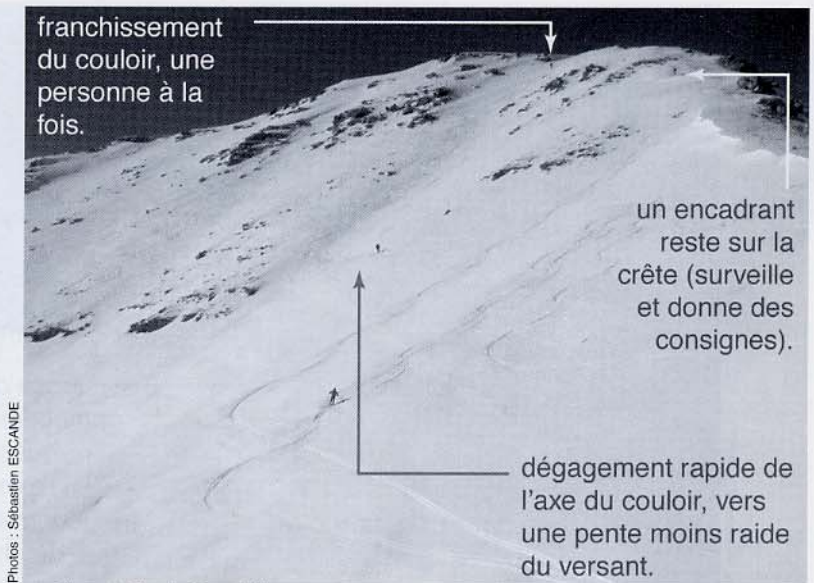 franchissement
du couloir, une
personne à la
fois.
un encadrant
reste sur la
crête (surveille
et donne des
consignes).
dégagement rapide de
l'axe du couloir, vers
une pente moins raide
du versant.
Photos : Sébastien ESCANDE